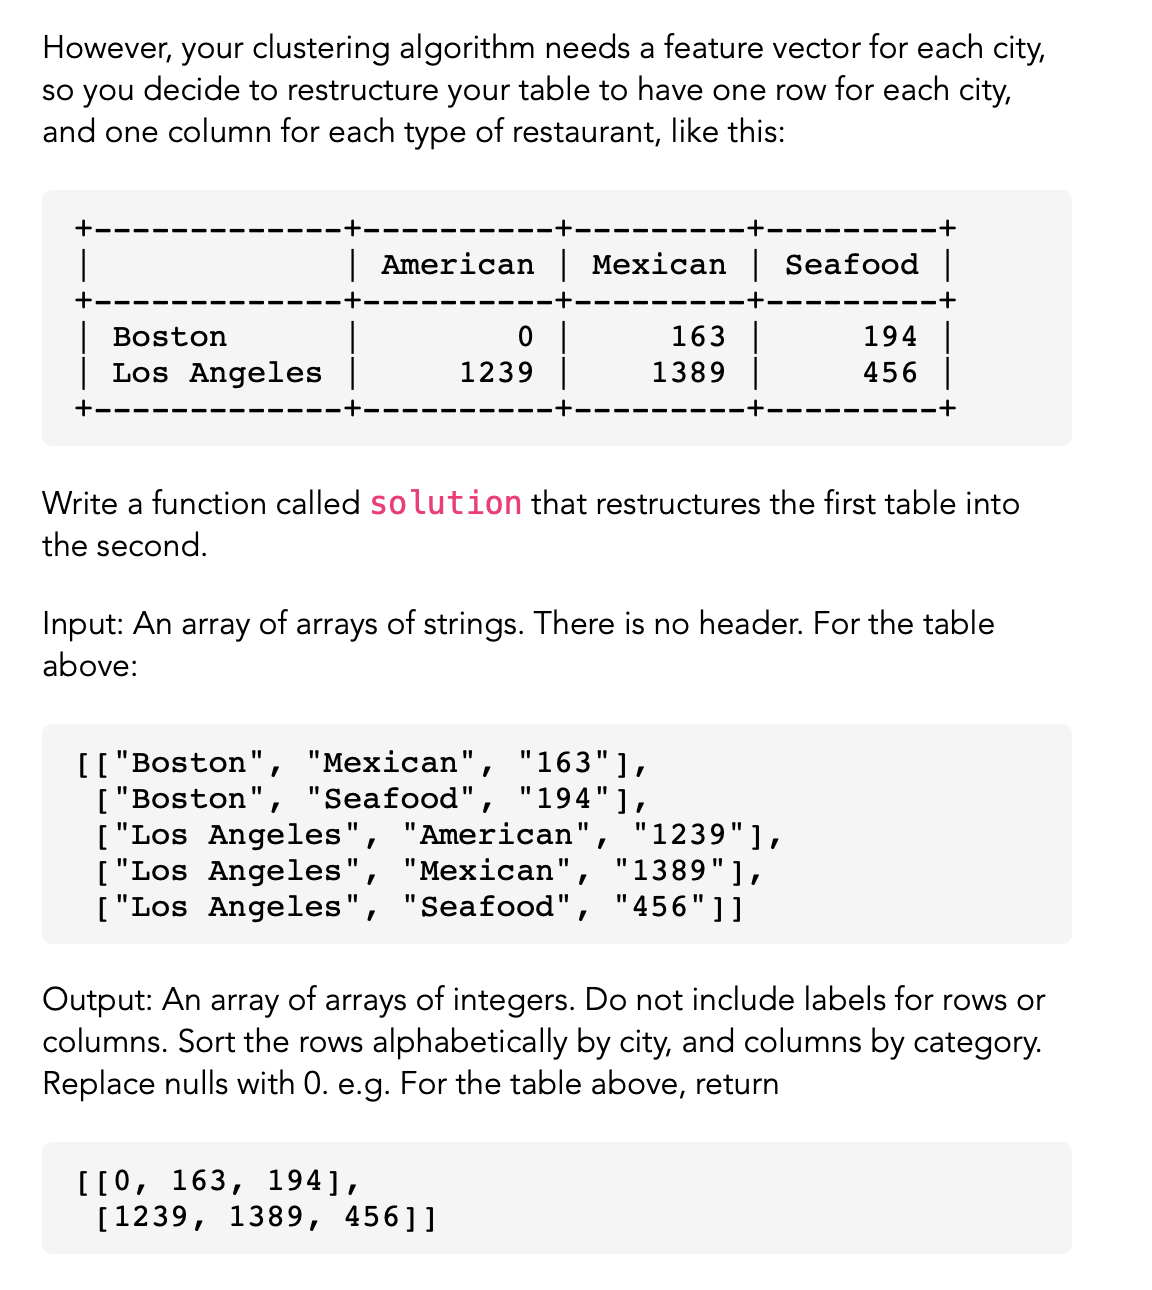 However, your clustering algorithm needs a feature vector for each city,
so you decide to restructure your table to have one row for each city,
and one column for each type of restaurant, like this:
+-------------+----------+---------+---------+
|             | American | Mexican | Seafood |
+-------------+----------+---------+---------+
| Boston      |        0 |     163 |     194 |
| Los Angeles |     1239 |    1389 |     456 |
+-------------+----------+---------+---------+
Write a function called solution that restructures the first table into
the second.
Input: An array of arrays of strings. There is no header. For the table
above:
[["Boston", "Mexican", "163"],
 ["Boston", "Seafood", "194"],
 ["Los Angeles", "American", "1239"],
 ["Los Angeles", "Mexican", "1389"],
 ["Los Angeles", "Seafood", "456"]]
Output: An array of arrays of integers. Do not include labels for rows or
columns. Sort the rows alphabetically by city, and columns by category.
Replace nulls with 0. e.g. For the table above, return
[[0, 163, 194],
 [1239, 1389, 456]]